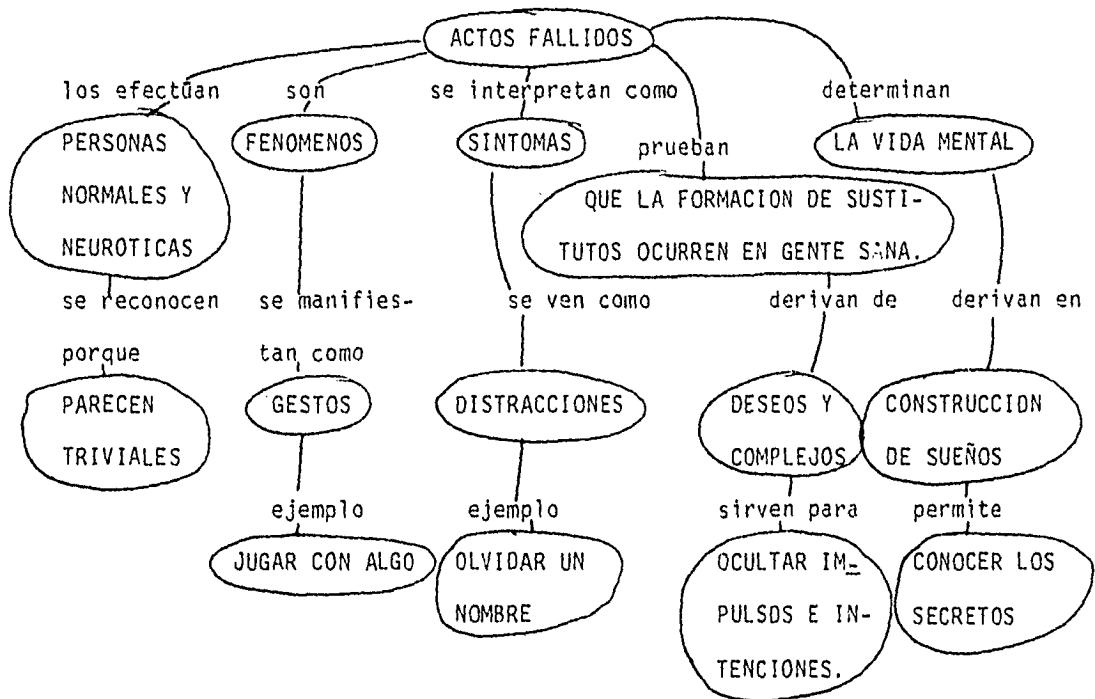 ACTOS FALLIDOS
los efectúan son se interpretan como determinan
PERSONAS FENOMENOS SINTOMAS LA VIDA MENTAL
prueban
NORMALES Y QUE LA FORMACION DE SUSTI-
NEUROTICAS TUTOS OCURREN EN GENTE SANA.
se reconocen se manifies- se ven como derivan de derivan en
porque tan como
PARECEN GESTOS DISTRACCIONES DESEOS Y CONSTRUCCION
TRIVIALES COMPLEJOS DE SUEÑOS
ejemplo ejemplo sirven para permite
JUGAR CON ALGO OLVIDAR UN OCULTAR IM- CONOCER LOS
NOMBRE PULSOS E IN- SECRETOS
TENCIONES.